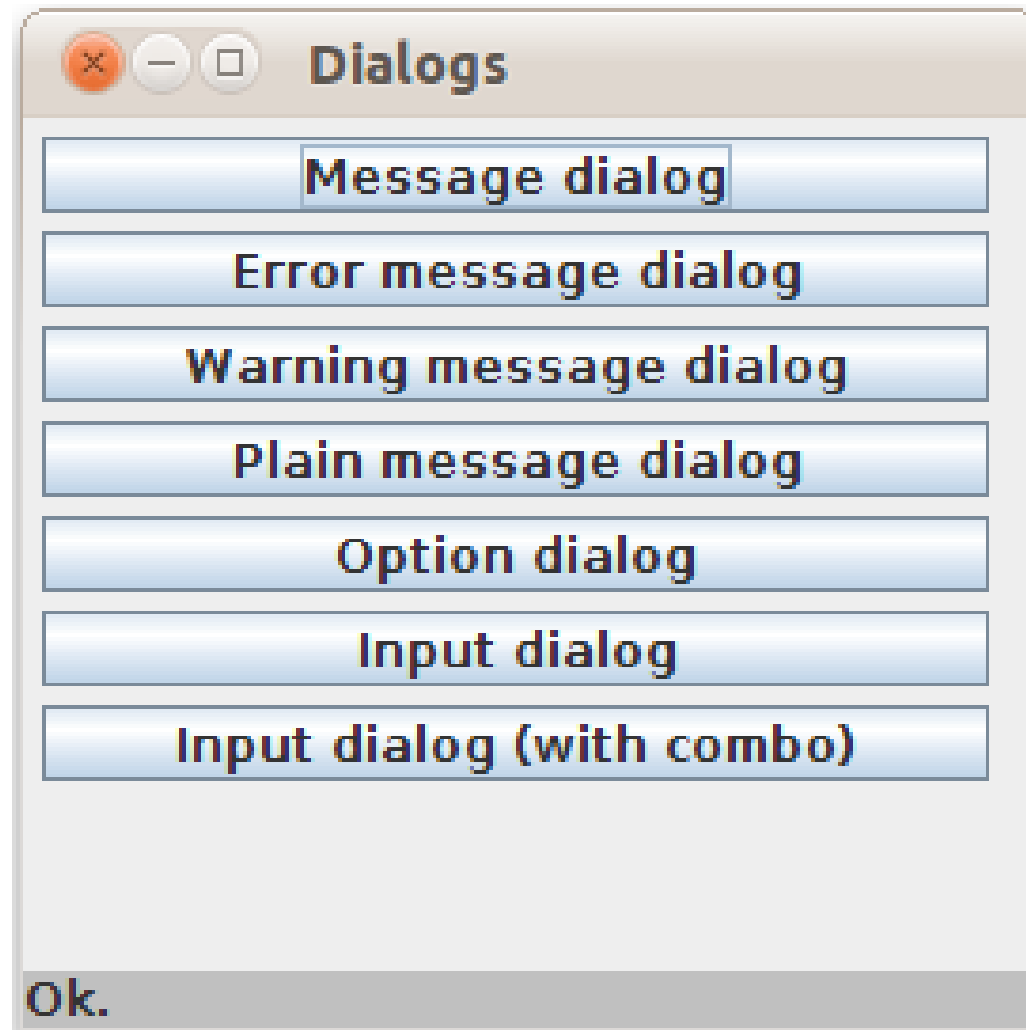 Dialogs
Message dialog
Error message dialog
Warning message dialog
Plain message dialog
Option dialog
Input dialog
Input dialog (with combo)
Ok.